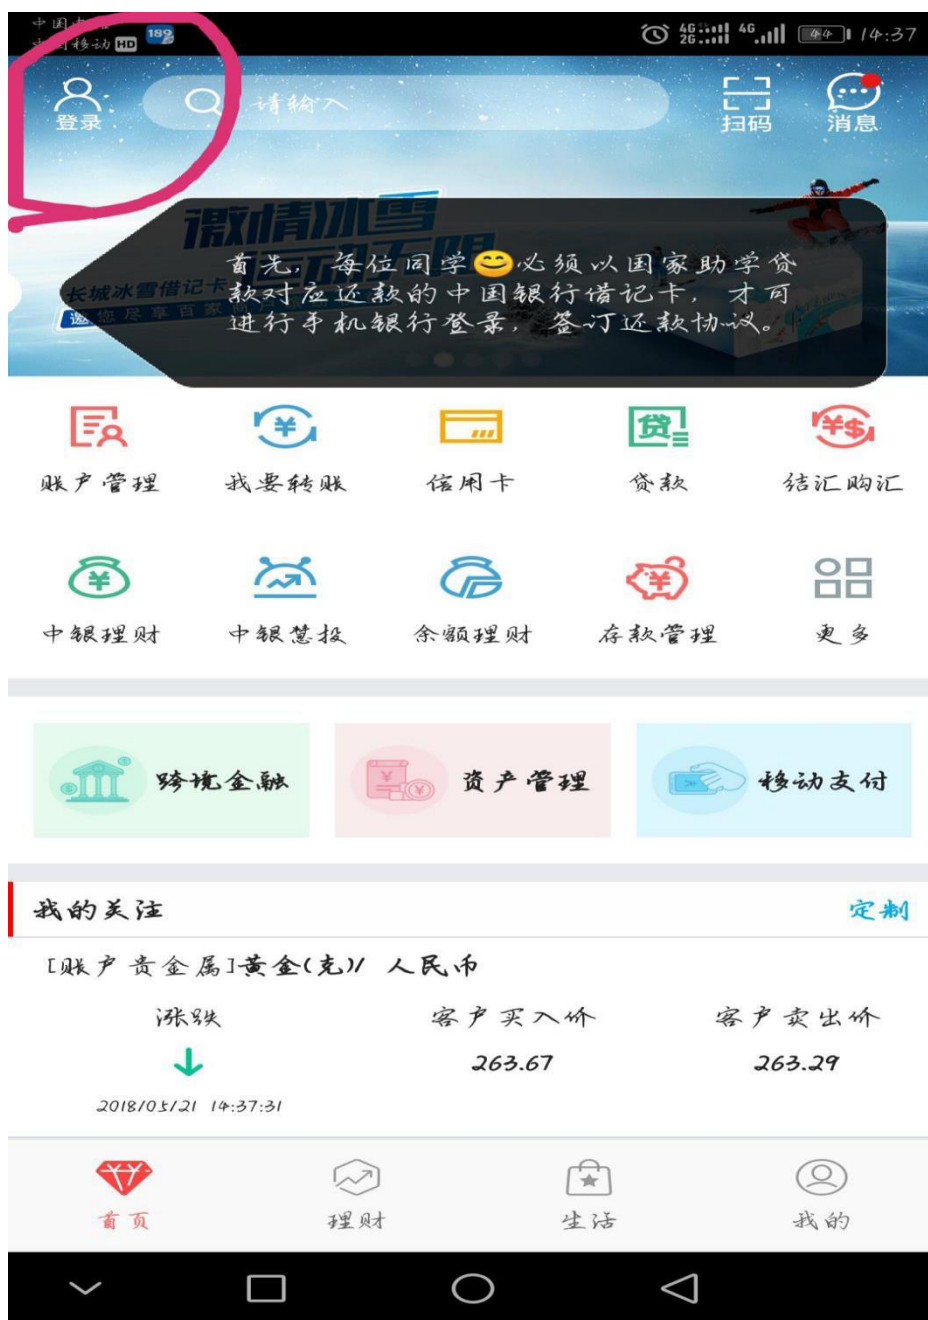 中国移动 HD 189 4G 2G 4G 44 14:37
登录 请输入 扫码 消息
激情冰雪
长城冰雪借记卡
首先，每位同学😊必须以国家助学贷
款对应还款的中国银行借记卡，才可
进行手机银行登录，签订还款协议。
账户管理 我要转账 信用卡 贷款 结汇购汇
中银理财 中银慧投 余额理财 存款管理 更多
跨境金融 资产管理 移动支付
我的关注 定制
[账户贵金属]黄金(克)/ 人民币
涨跌 客户买入价 客户卖出价
↓ 263.67 263.29
2018/05/21 14:37:31
首页 理财 生活 我的